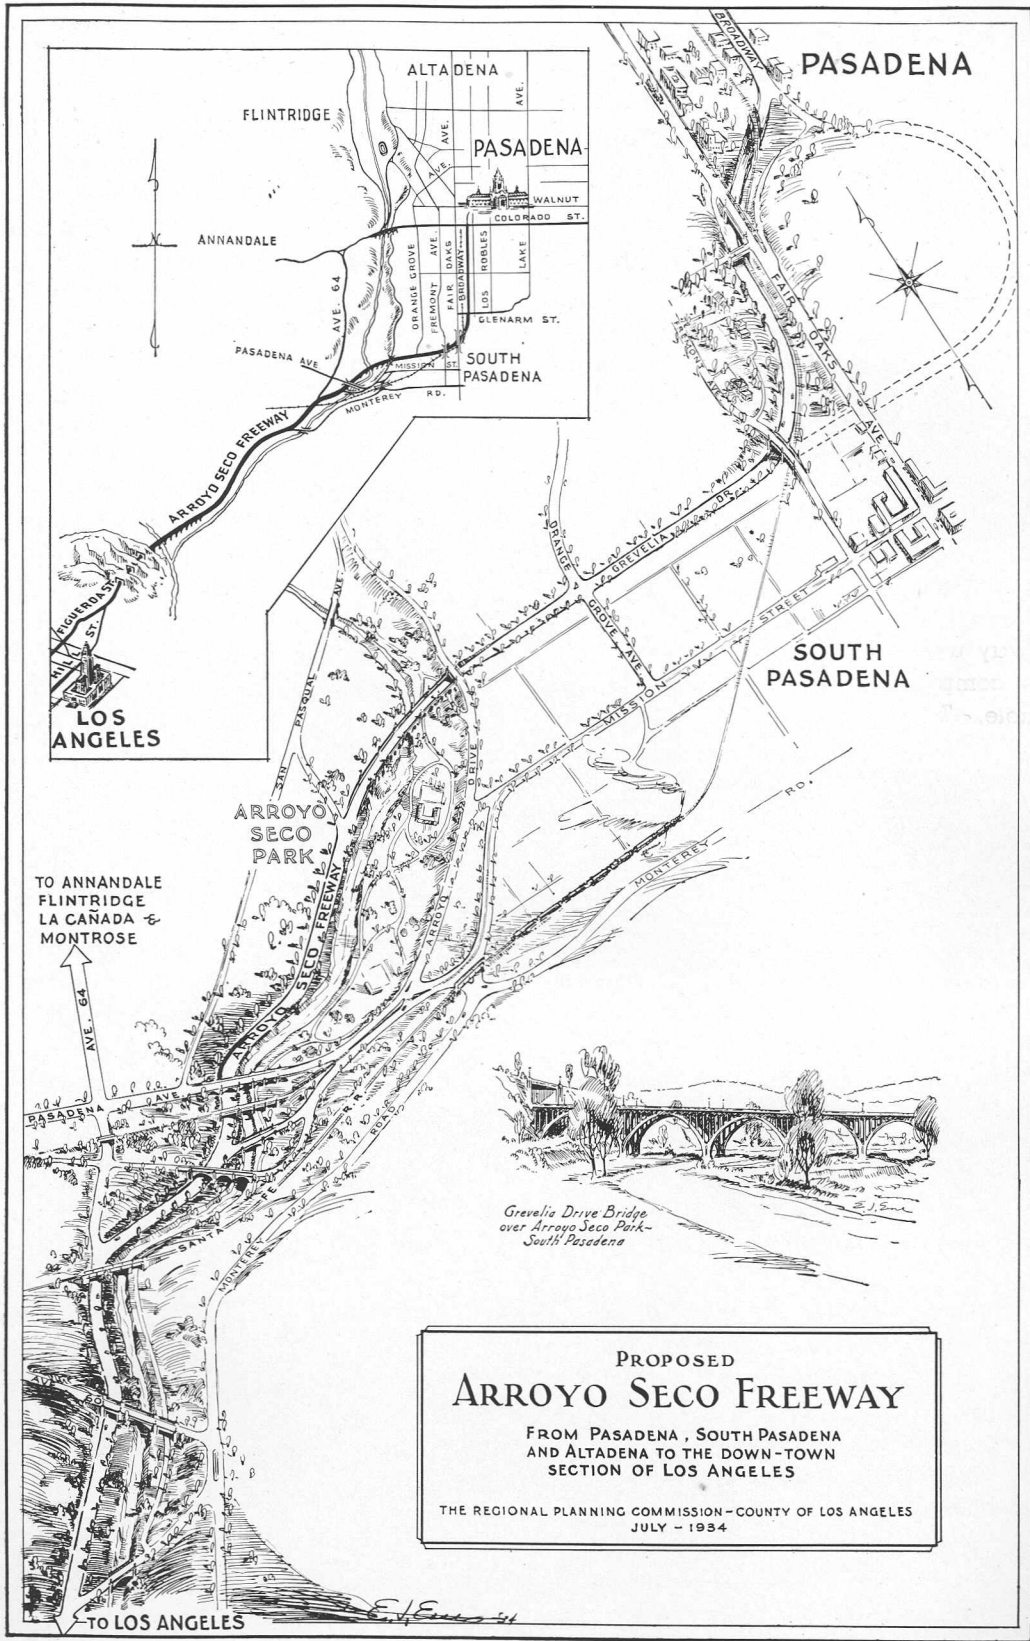 ALTADENA
FLINTRIDGE
AVE.
AVE.
AVE.
PASADENA
WALNUT
COLORADO ST.
ANNANDALE
N
ORANGE GROVE
FREMONT AVE.
FAIR OAKS
BROADWAY
LOS ROBLES
LAKE
AVE. 64
GLENARM ST.
PASADENA AVE
MISSION ST.
SOUTH
PASADENA
MONTEREY RD.
ARROYO SECO FREEWAY
FIGUEROA ST.
HILL ST.
LOS
ANGELES
BROADWAY
PASADENA
FAIR OAKS AVE.
ORANGE GROVE AVE.
GREVELIA DR.
MISSION STREET
SOUTH
PASADENA
SAN PASQUAL AVE.
ARROYO DRIVE
ARROYO
SECO
PARK
MONTEREY RD.
ARROYO SECO FREEWAY
TO ANNANDALE
FLINTRIDGE
LA CAÑADA &
MONTROSE
AVE. 64
PASADENA AVE.
SANTA FE R.R.
MONTEREY ROAD
Grevelia Drive Bridge
over Arroyo Seco Park-
South Pasadena
PROPOSED
ARROYO SECO FREEWAY
FROM PASADENA, SOUTH PASADENA
AND ALTADENA TO THE DOWN-TOWN
SECTION OF LOS ANGELES
THE REGIONAL PLANNING COMMISSION-COUNTY OF LOS ANGELES
JULY - 1934
TO LOS ANGELES